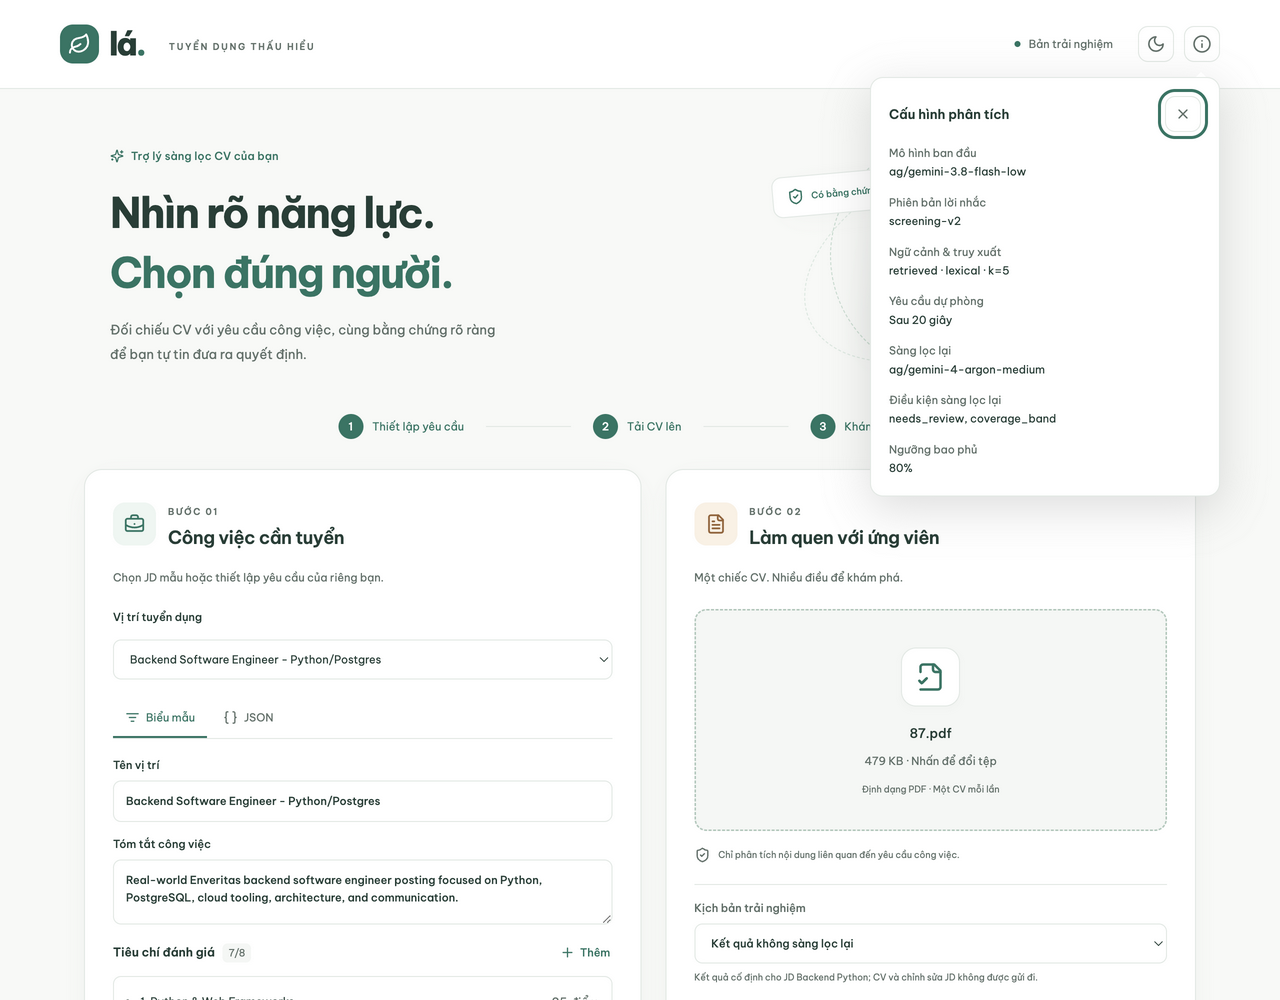 lá.
TUYỂN DỤNG THẤU HIỂU
Bản trải nghiệm
Cấu hình phân tích
Mô hình ban đầu
ag/gemini-3.8-flash-low
Phiên bản lời nhắc
screening-v2
Ngữ cảnh & truy xuất
retrieved · lexical · k=5
Yêu cầu dự phòng
Sau 20 giây
Sàng lọc lại
ag/gemini-4-argon-medium
Điều kiện sàng lọc lại
needs_review, coverage_band
Ngưỡng bao phủ
80%
Trợ lý sàng lọc CV của bạn
Nhìn rõ năng lực.
Chọn đúng người.
Đối chiếu CV với yêu cầu công việc, cùng bằng chứng rõ ràng
để bạn tự tin đưa ra quyết định.
Có bằng
1 Thiết lập yêu cầu
2 Tải CV lên
3
BƯỚC 01
Công việc cần tuyển
Chọn JD mẫu hoặc thiết lập yêu cầu của riêng bạn.
Vị trí tuyển dụng
Backend Software Engineer - Python/Postgres
Biểu mẫu
{ } JSON
Tên vị trí
Backend Software Engineer - Python/Postgres
Tóm tắt công việc
Real-world Enveritas backend software engineer posting focused on Python,
PostgreSQL, cloud tooling, architecture, and communication.
Tiêu chí đánh giá 7/8
Thêm
BƯỚC 02
Làm quen với ứng viên
Một chiếc CV. Nhiều điều để khám phá.
87.pdf
479 KB · Nhấn để đổi tệp
Định dạng PDF · Một CV mỗi lần
Chỉ phân tích nội dung liên quan đến yêu cầu công việc.
Kịch bản trải nghiệm
Kết quả không sàng lọc lại
Kết quả cố định cho JD Backend Python; CV và chỉnh sửa JD không được gửi đi.